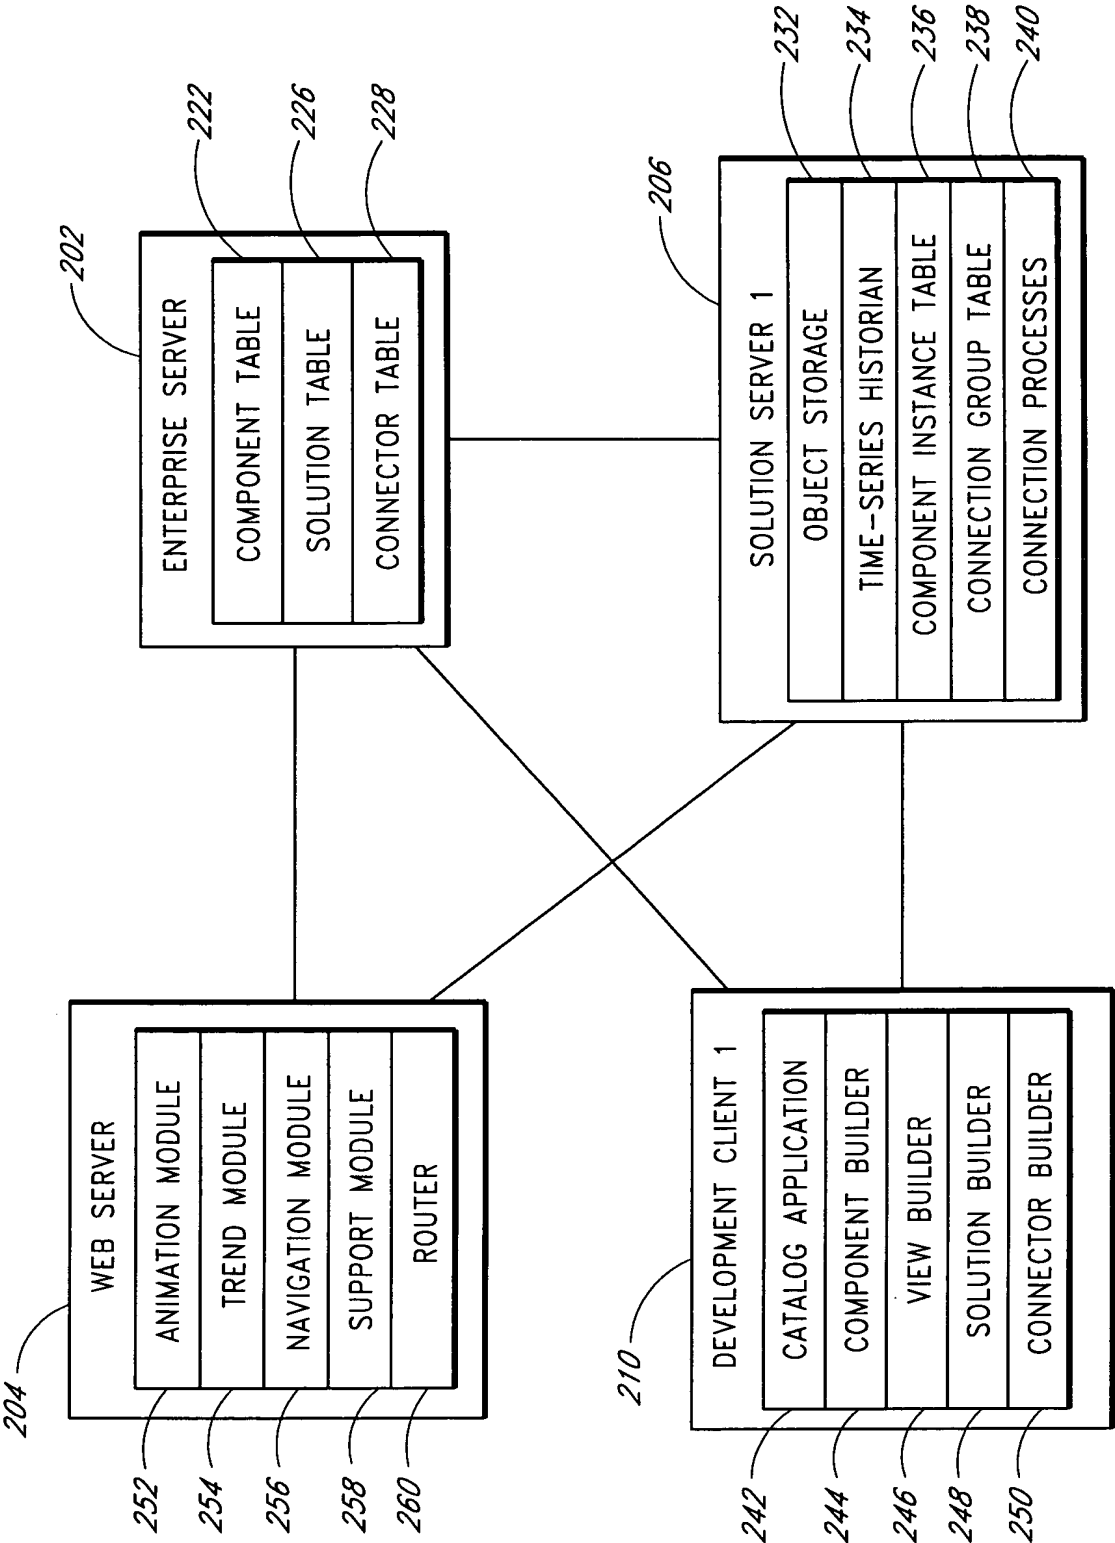 204
WEB SERVER
252
ANIMATION MODULE
254
TREND MODULE
256
NAVIGATION MODULE
258
SUPPORT MODULE
260
ROUTER
202
ENTERPRISE SERVER
COMPONENT TABLE
222
SOLUTION TABLE
226
CONNECTOR TABLE
228
210
DEVELOPMENT CLIENT 1
242
CATALOG APPLICATION
244
COMPONENT BUILDER
246
VIEW BUILDER
248
SOLUTION BUILDER
250
CONNECTOR BUILDER
206
SOLUTION SERVER 1
OBJECT STORAGE
232
TIME-SERIES HISTORIAN
234
COMPONENT INSTANCE TABLE
236
CONNECTION GROUP TABLE
238
CONNECTION PROCESSES
240